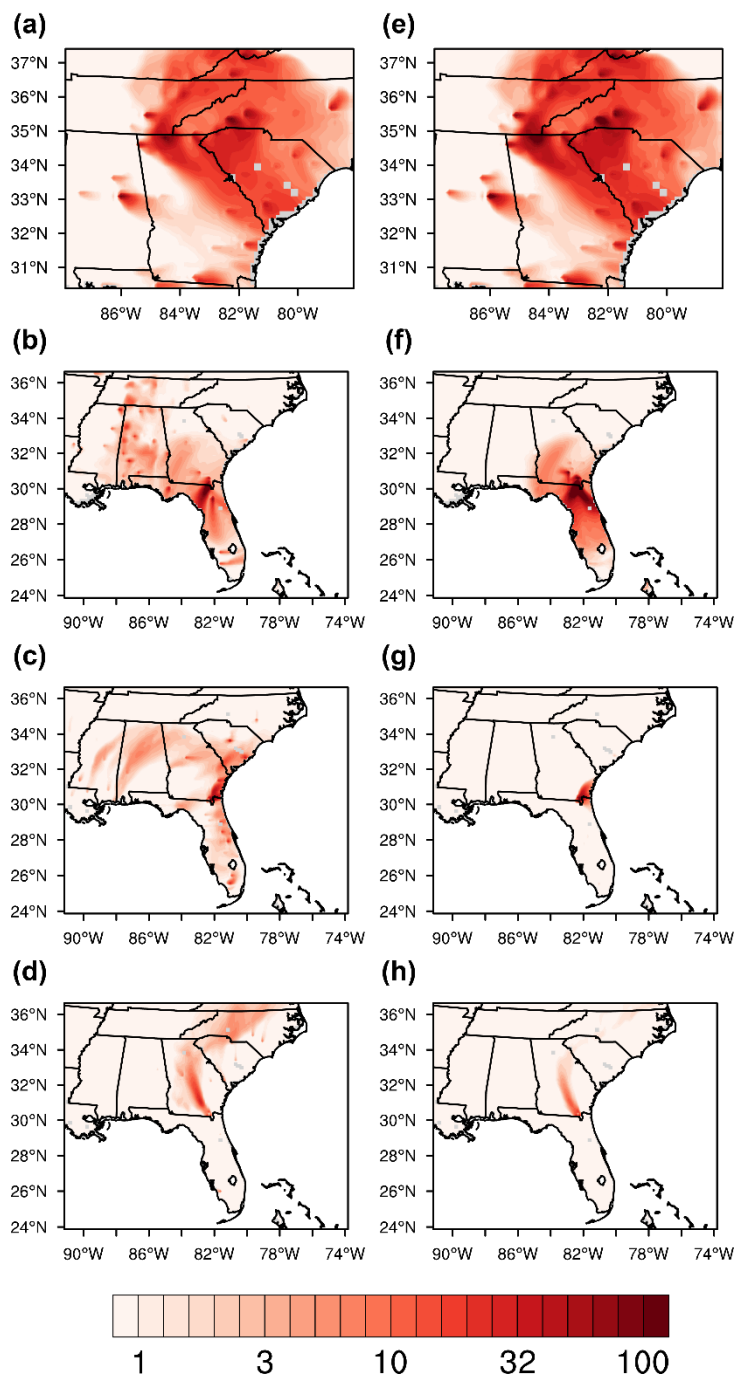 (a) (e)
37°N 37°N
36°N 36°N
35°N 35°N
34°N 34°N
33°N 33°N
32°N 32°N
31°N 31°N
86°W 84°W 82°W 80°W 86°W 84°W 82°W 80°W
(b) (f)
36°N 36°N
34°N 34°N
32°N 32°N
30°N 30°N
28°N 28°N
26°N 26°N
24°N 24°N
90°W 86°W 82°W 78°W 74°W 90°W 86°W 82°W 78°W 74°W
(c) (g)
36°N 36°N
34°N 34°N
32°N 32°N
30°N 30°N
28°N 28°N
26°N 26°N
24°N 24°N
90°W 86°W 82°W 78°W 74°W 90°W 86°W 82°W 78°W 74°W
(d) (h)
36°N 36°N
34°N 34°N
32°N 32°N
30°N 30°N
28°N 28°N
26°N 26°N
24°N 24°N
90°W 86°W 82°W 78°W 74°W 90°W 86°W 82°W 78°W 74°W
1 3 10 32 100